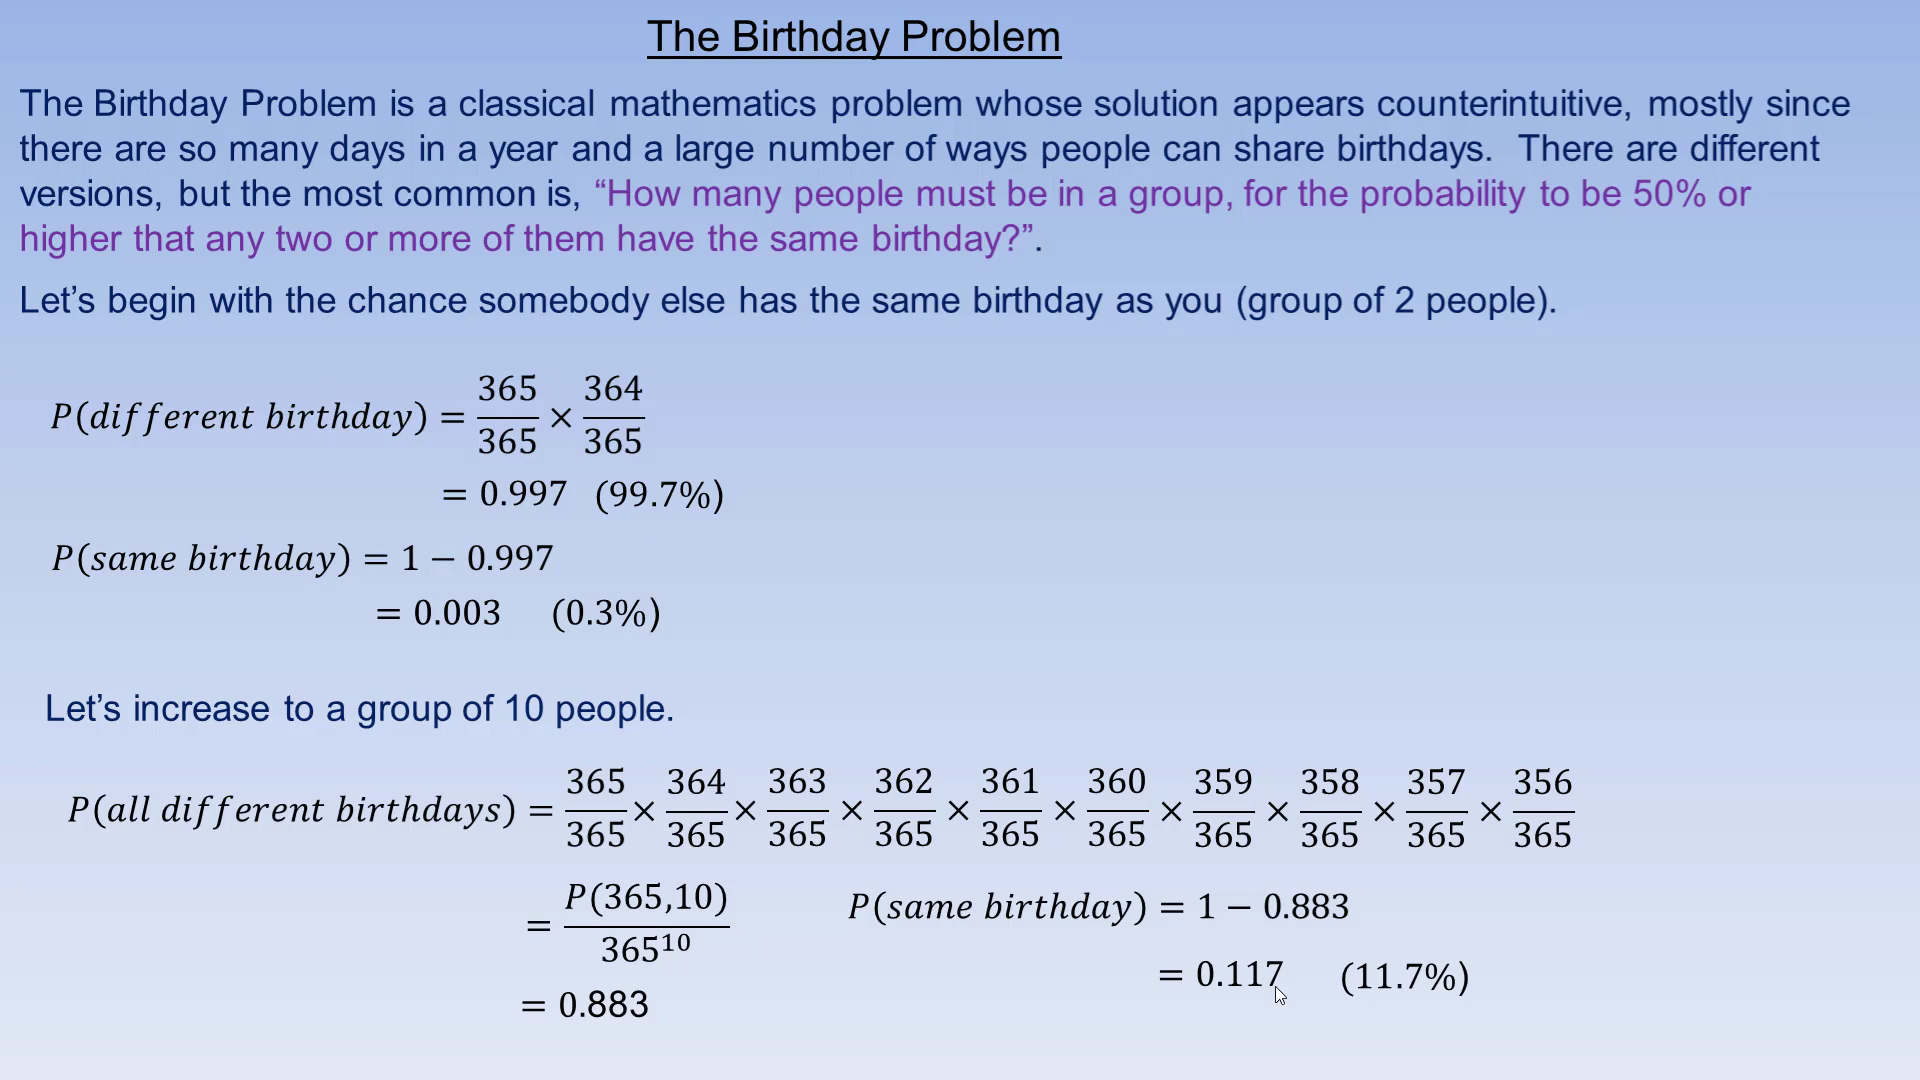 The Birthday Problem
The Birthday Problem is a classical mathematics problem whose solution appears counterintuitive, mostly since
there are so many days in a year and a large number of ways people can share birthdays. There are different
versions, but the most common is, “How many people must be in a group, for the probability to be 50% or
higher that any two or more of them have the same birthday?”.
Let’s begin with the chance somebody else has the same birthday as you (group of 2 people).
P(different birthday) = 365/365 × 364/365
= 0.997 (99.7%)
P(same birthday) = 1 − 0.997
= 0.003 (0.3%)
Let’s increase to a group of 10 people.
P(all different birthdays) = 365/365 × 364/365 × 363/365 × 362/365 × 361/365 × 360/365 × 359/365 × 358/365 × 357/365 × 356/365
= P(365,10)/365¹⁰
= 0.883
P(same birthday) = 1 − 0.883
= 0.117 (11.7%)